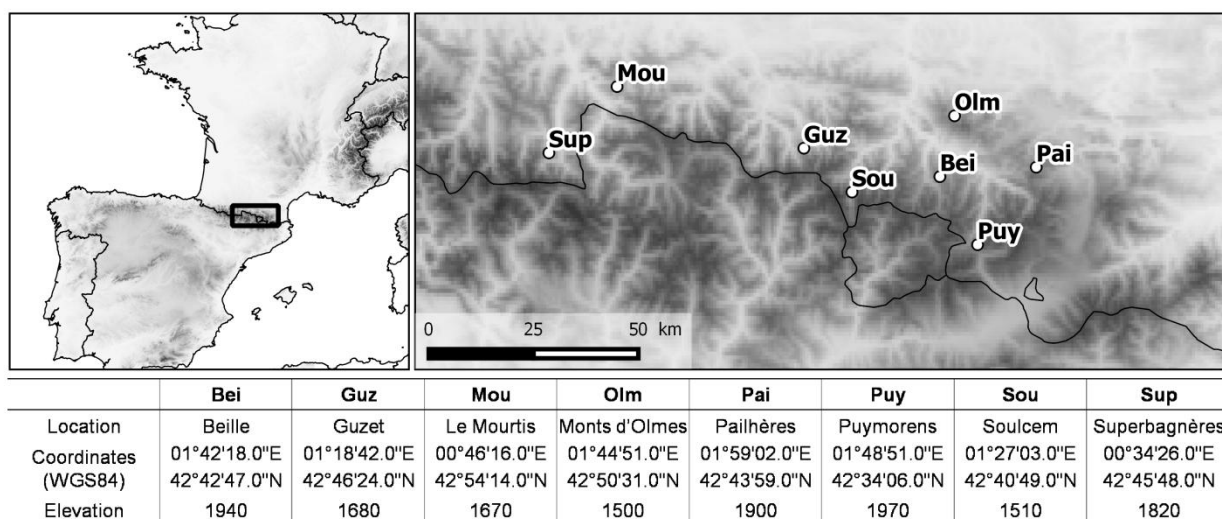 Mou
Olm
Sup
Guz
Bei
Pai
Sou
Puy
0 25 50 km
Bei Guz Mou Olm Pai Puy Sou Sup
Location Beille Guzet Le Mourtis Monts d'Olmes Pailhères Puymorens Soulcem Superbagnères
Coordinates 01°42'18.0"E 01°18'42.0"E 00°46'16.0"E 01°44'51.0"E 01°59'02.0"E 01°48'51.0"E 01°27'03.0"E 00°34'26.0"E
(WGS84) 42°42'47.0"N 42°46'24.0"N 42°54'14.0"N 42°50'31.0"N 42°43'59.0"N 42°34'06.0"N 42°40'49.0"N 42°45'48.0"N
Elevation 1940 1680 1670 1500 1900 1970 1510 1820